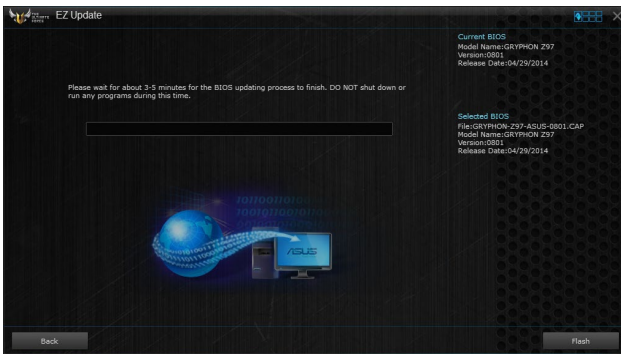 THE ULTIMATE FORCE
EZ Update
Current BIOS
Model Name:GRYPHON Z97
Version:0801
Release Date:04/29/2014
Please wait for about 3-5 minutes for the BIOS updating process to finish. DO NOT shut down or
run any programs during this time.
Selected BIOS
File:GRYPHON-Z97-ASUS-0801.CAP
Model Name:GRYPHON Z97
Version:0801
Release Date:04/29/2014
ASUS
Back
Flash